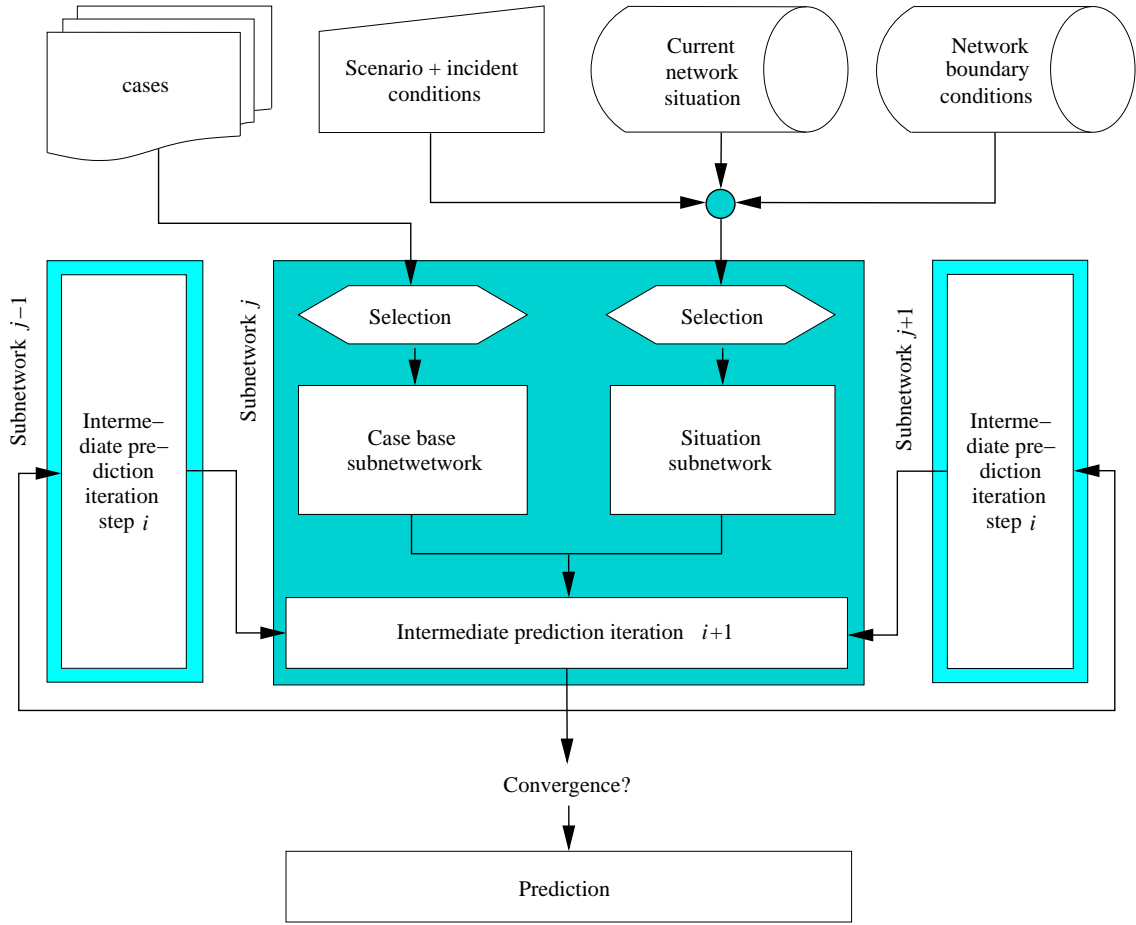 cases
Scenario + incident
conditions
Current
network
situation
Network
boundary
conditions
Subnetwork j−1
Interme−
diate pre−
diction
iteration
step i
Subnetwork j
Selection
Selection
Case base
subnetwetwork
Situation
subnetwork
Intermediate prediction iteration i+1
Subnetwork j+1
Interme−
diate pre−
diction
iteration
step i
Convergence?
Prediction